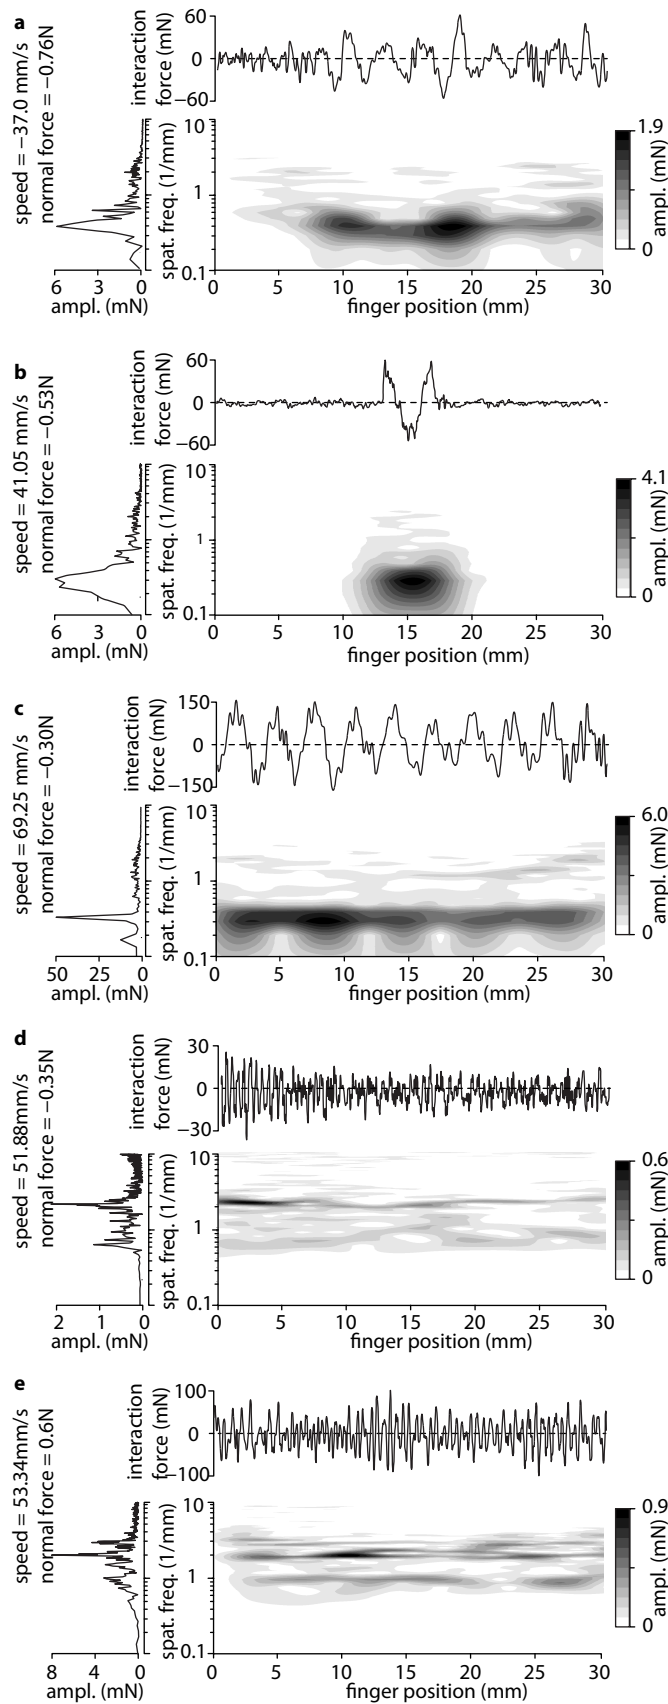 a
speed = −37.0 mm/s
normal force = −0.76N
interaction
force (mN)
60
0
−60
10
1
0.1
spat. freq. (1/mm)
6 3 0
ampl. (mN)
0 5 10 15 20 25 30
finger position (mm)
1.9
0
ampl. (mN)
b
speed = 41.05 mm/s
normal force = −0.53N
interaction
force (mN)
60
0
−60
10
1
0.1
spat. freq. (1/mm)
6 3 0
ampl. (mN)
0 5 10 15 20 25 30
finger position (mm)
4.1
0
ampl. (mN)
c
speed = 69.25 mm/s
normal force = −0.30N
interaction
force (mN)
150
0
−150
10
1
0.1
spat. freq. (1/mm)
50 25 0
ampl. (mN)
0 5 10 15 20 25 30
finger position (mm)
6.0
0
ampl. (mN)
d
speed = 51.88mm/s
normal force = −0.35N
interaction
force (mN)
30
0
−30
10
1
0.1
spat. freq. (1/mm)
2 1 0
ampl. (mN)
0 5 10 15 20 25 30
finger position (mm)
0.6
0
ampl. (mN)
e
speed = 53.34mm/s
normal force = 0.6N
interaction
force (mN)
100
0
−100
10
1
0.1
spat. freq. (1/mm)
8 4 0
ampl. (mN)
0 5 10 15 20 25 30
finger position (mm)
0.9
0
ampl. (mN)